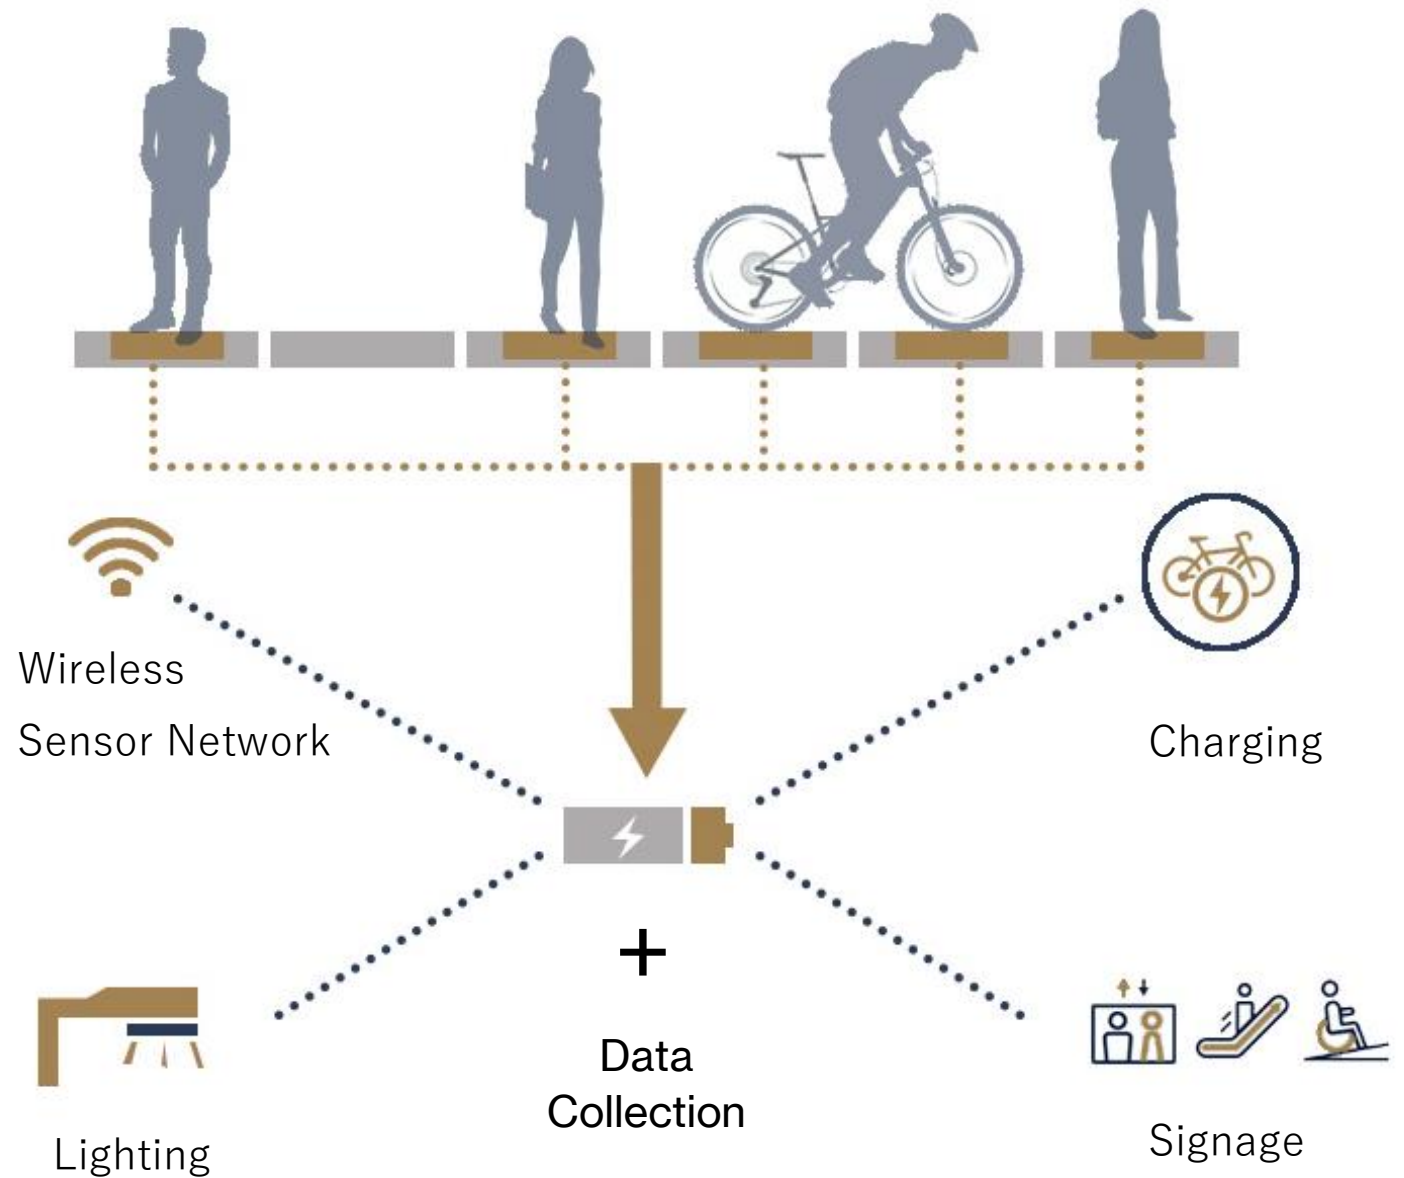 Wireless
Sensor Network
Charging
+
Data
Collection
Lighting
Signage